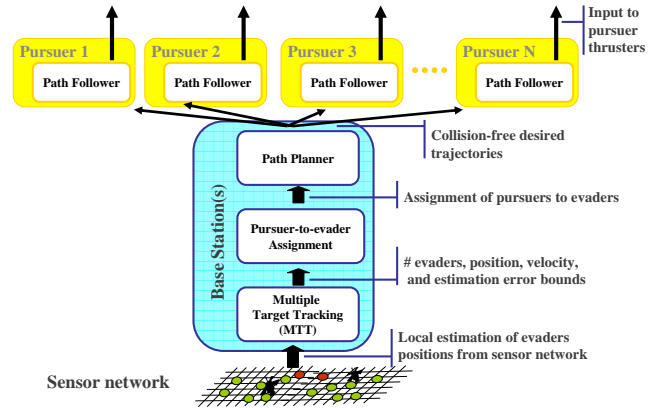 Input to
pursuer
thrusters
Pursuer 1
Pursuer 2
Pursuer 3
Pursuer N
Path Follower
Path Follower
Path Follower
Path Follower
Collision-free desired
trajectories
Path Planner
Assignment of pursuers to evaders
Base Station(s)
Pursuer-to-evader
Assignment
# evaders, position, velocity,
and estimation error bounds
Multiple
Target Tracking
(MTT)
Local estimation of evaders
positions from sensor network
Sensor network